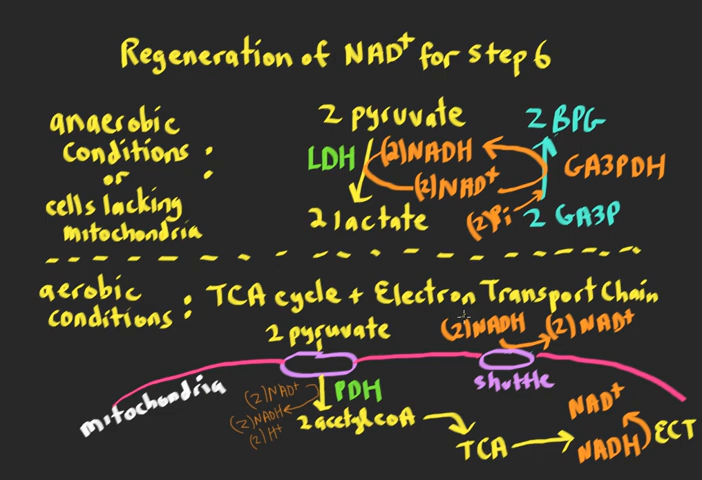 Regeneration of NAD+ for step 6
anaerobic
conditions :
or
cells lacking
mitochondria
2 pyruvate
LDH
(2)NADH
(2)NAD+
2 lactate
2 BPG
GA3PDH
(2)Pi
2 GA3P
aerobic
conditions :
TCA cycle + Electron Transport Chain
2 pyruvate
(2)NADH
(2)NAD+
mitochondria
shuttle
(2)NAD+
(2)NADH
(2)H+
PDH
2 acetyl coA
TCA
NAD+
NADH
ECT